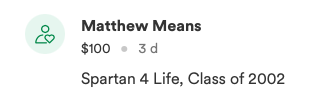 Matthew Means
$100 • 3 d
Spartan 4 Life, Class of 2002